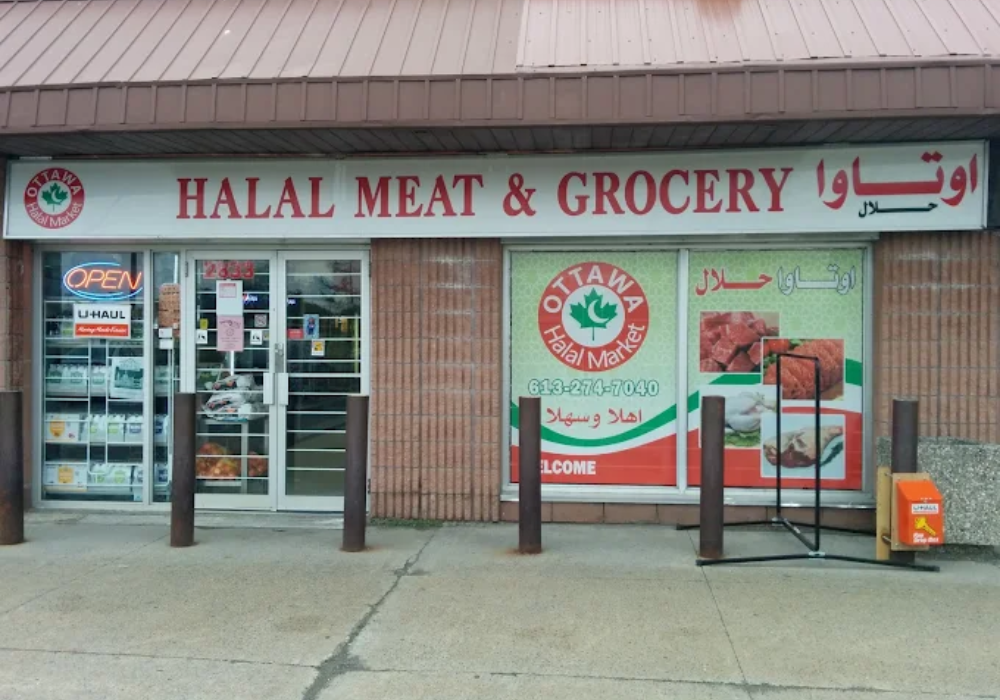 OTTAWA
Halal Market
HALAL MEAT & GROCERY
اوتاوا
حلال
OPEN
U-HAUL
OTTAWA
Halal Market
613-274-7040
اهلا وسهلا
ELCOME
اوتاوا حلال
U-HAUL